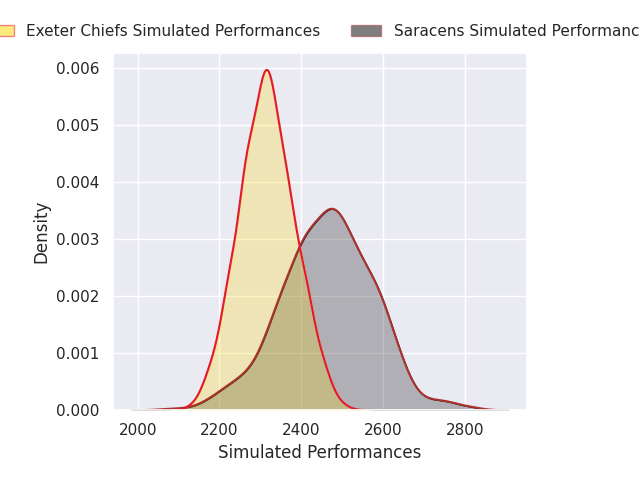 Exeter Chiefs Simulated Performances Saracens Simulated Performanc
0.006
0.005
0.004
0.003
0.002
0.001
0.000
Density
2000 2200 2400 2600 2800
Simulated Performances